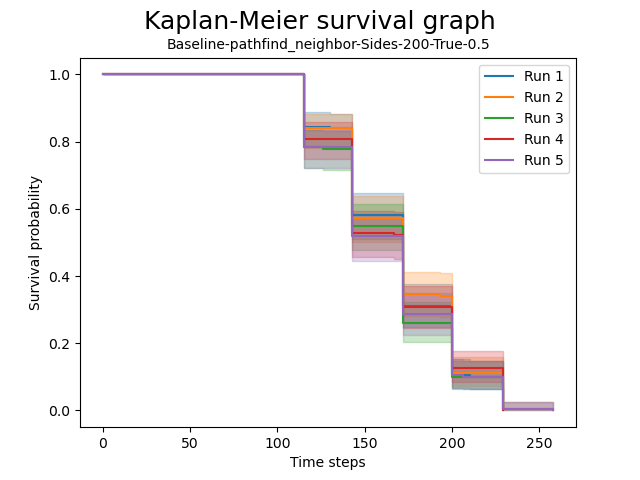 Kaplan-Meier survival graph
Baseline-pathfind_neighbor-Sides-200-True-0.5
Survival probability
1.0
0.8
0.6
0.4
0.2
0.0
Run 1
Run 2
Run 3
Run 4
Run 5
0
50
100
150
200
250
Time steps